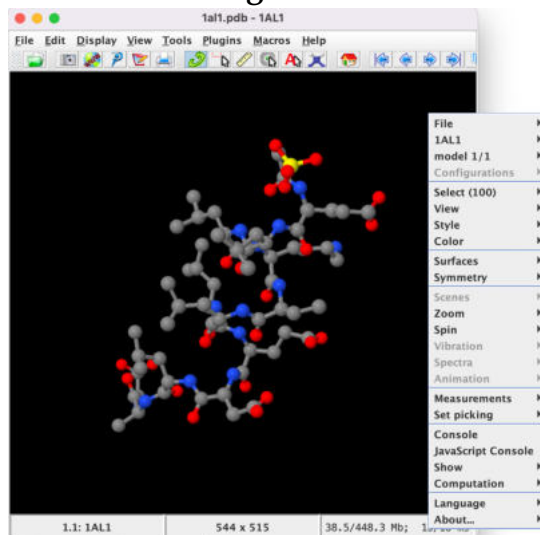 1al1.pdb - 1AL1
File Edit Display View Tools Plugins Macros Help
File
1AL1
model 1/1
Configurations
Select (100)
View
Style
Color
Surfaces
Symmetry
Scenes
Zoom
Spin
Vibration
Spectra
Animation
Measurements
Set picking
Console
JavaScript Console
Show
Computation
Language
About...
1.1: 1AL1 544 x 515 38.5/448.3 Mb;